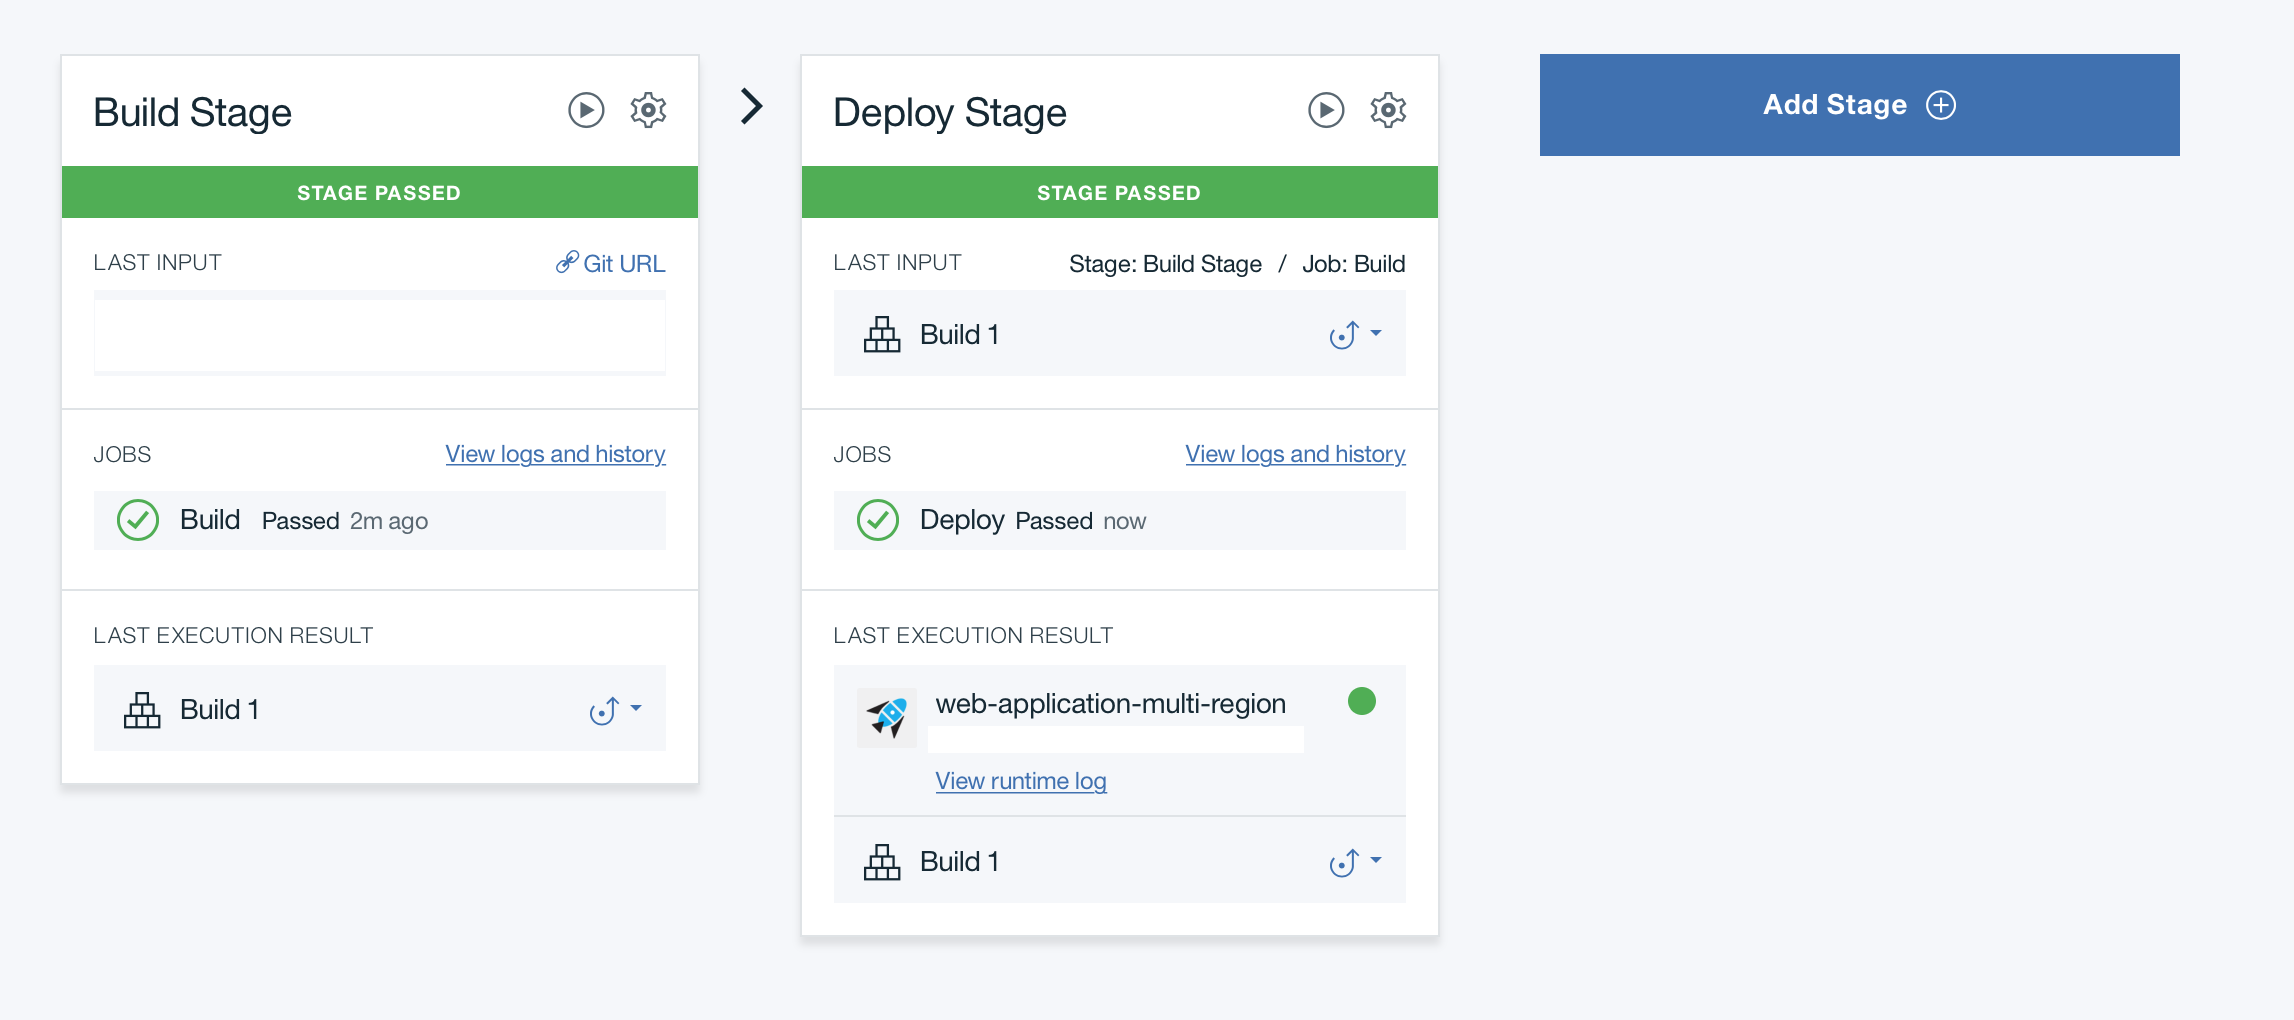 Build Stage
STAGE PASSED
LAST INPUT
Git URL
JOBS
View logs and history
Build Passed 2m ago
LAST EXECUTION RESULT
Build 1
Deploy Stage
STAGE PASSED
LAST INPUT
Stage: Build Stage / Job: Build
Build 1
JOBS
View logs and history
Deploy Passed now
LAST EXECUTION RESULT
web-application-multi-region
View runtime log
Build 1
Add Stage